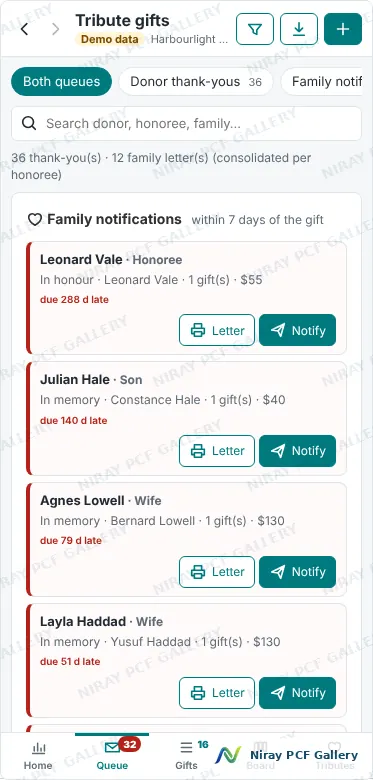 Tribute gifts
Demo data Harbourlight ...
Both queues
Donor thank-yous 36
Family notif
Search donor, honoree, family...
36 thank-you(s) · 12 family letter(s) (consolidated per
honoree)
Family notifications within 7 days of the gift
Leonard Vale · Honoree
In honour · Leonard Vale · 1 gift(s) · $55
due 288 d late
Letter
Notify
Julian Hale · Son
In memory · Constance Hale · 1 gift(s) · $40
due 140 d late
Letter
Notify
Agnes Lowell · Wife
In memory · Bernard Lowell · 1 gift(s) · $130
due 79 d late
Letter
Notify
Layla Haddad · Wife
In memory · Yusuf Haddad · 1 gift(s) · $130
due 51 d late
Letter
Notify
Home
32
Queue
16
Gifts
Board
Tributes
Niray PCF Gallery
NIRAY PCF GALLERY